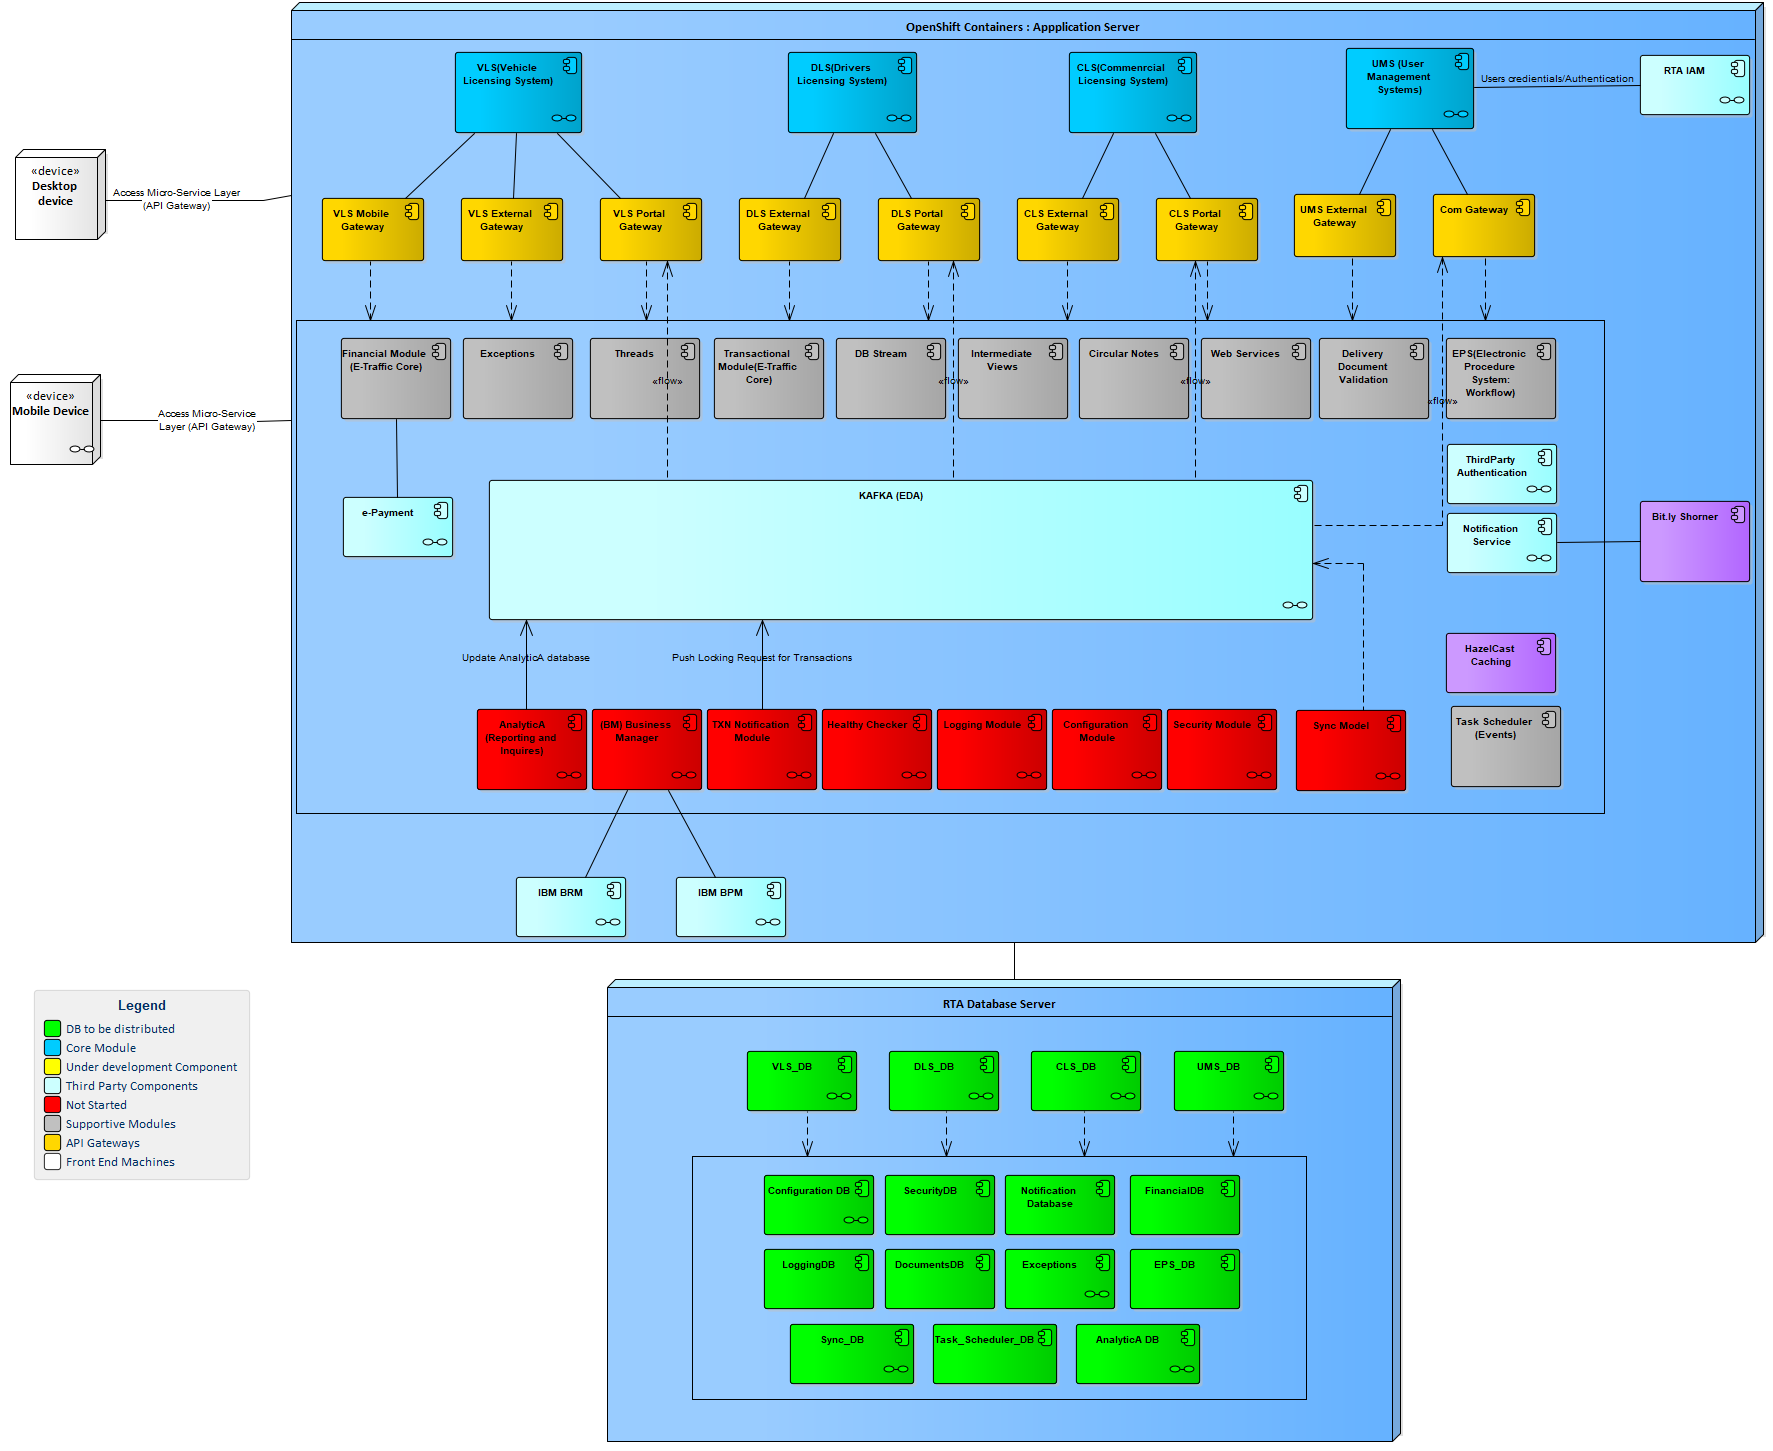 OpenShift Containers : Appplication Server
VLS(Vehicle
Licensing System)
DLS(Drivers
Licensing System)
CLS(Commenrcial
Licensing System)
UMS (User
Management
Systems)
Users credientials/Authentication
RTA IAM
«device»
Desktop
device
Access Micro-Service Layer
(API Gateway)
VLS Mobile
Gateway
VLS External
Gateway
VLS Portal
Gateway
DLS External
Gateway
DLS Portal
Gateway
CLS External
Gateway
CLS Portal
Gateway
UMS External
Gateway
Com Gateway
«device»
Mobile Device
Access Micro-Service
Layer (API Gateway)
Financial Module
(E-Traffic Core)
Exceptions
Threads
«flow»
Transactional
Module(E-Traffic
Core)
DB Stream
«flow»
Intermediate
Views
Circular Notes
«flow»
Web Services
Delivery
Document
Validation
«flow»
EPS(Electronic
Procedure
System:
Workflow)
ThirdParty
Authentication
e-Payment
KAFKA (EDA)
Notification
Service
Bit.ly Shorner
Update AnalyticA database
Push Locking Request for Transactions
HazelCast
Caching
AnalyticA
(Reporting and
Inquires)
(BM) Business
Manager
TXN Notification
Module
Healthy Checker
Logging Module
Configuration
Module
Security Module
Sync Model
Task Scheduler
(Events)
IBM BRM
IBM BPM
Legend
DB to be distributed
Core Module
Under development Component
Third Party Components
Not Started
Supportive Modules
API Gateways
Front End Machines
RTA Database Server
VLS_DB
DLS_DB
CLS_DB
UMS_DB
Configuration DB
SecurityDB
Notification
Database
FinancialDB
LoggingDB
DocumentsDB
Exceptions
EPS_DB
Sync_DB
Task_Scheduler_DB
AnalyticA DB